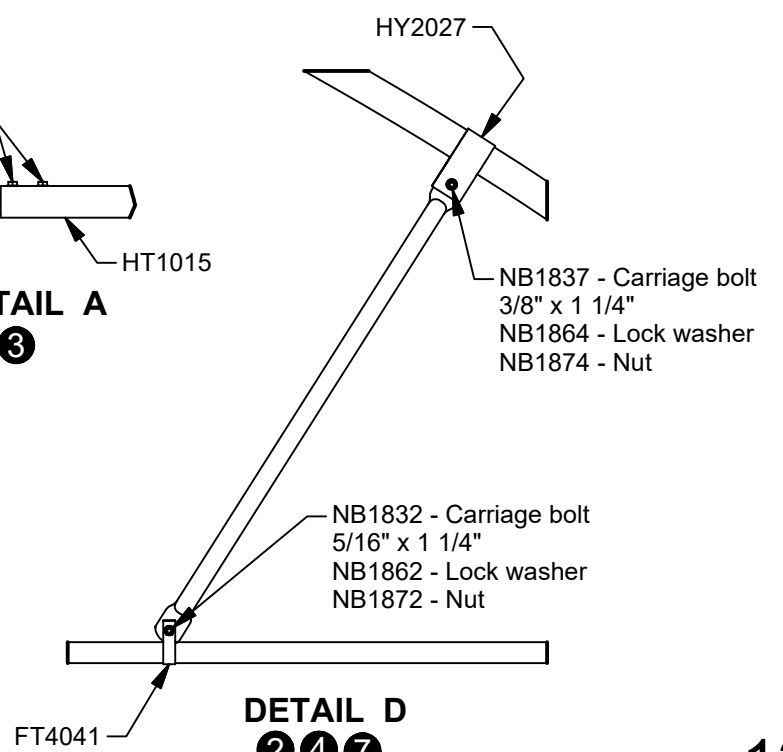 HY2027
HT1015
TAIL A
3
NB1837 - Carriage bolt
3/8" x 1 1/4"
NB1864 - Lock washer
NB1874 - Nut
NB1832 - Carriage bolt
5/16" x 1 1/4"
NB1862 - Lock washer
NB1872 - Nut
FT4041
DETAIL D
2 4 7